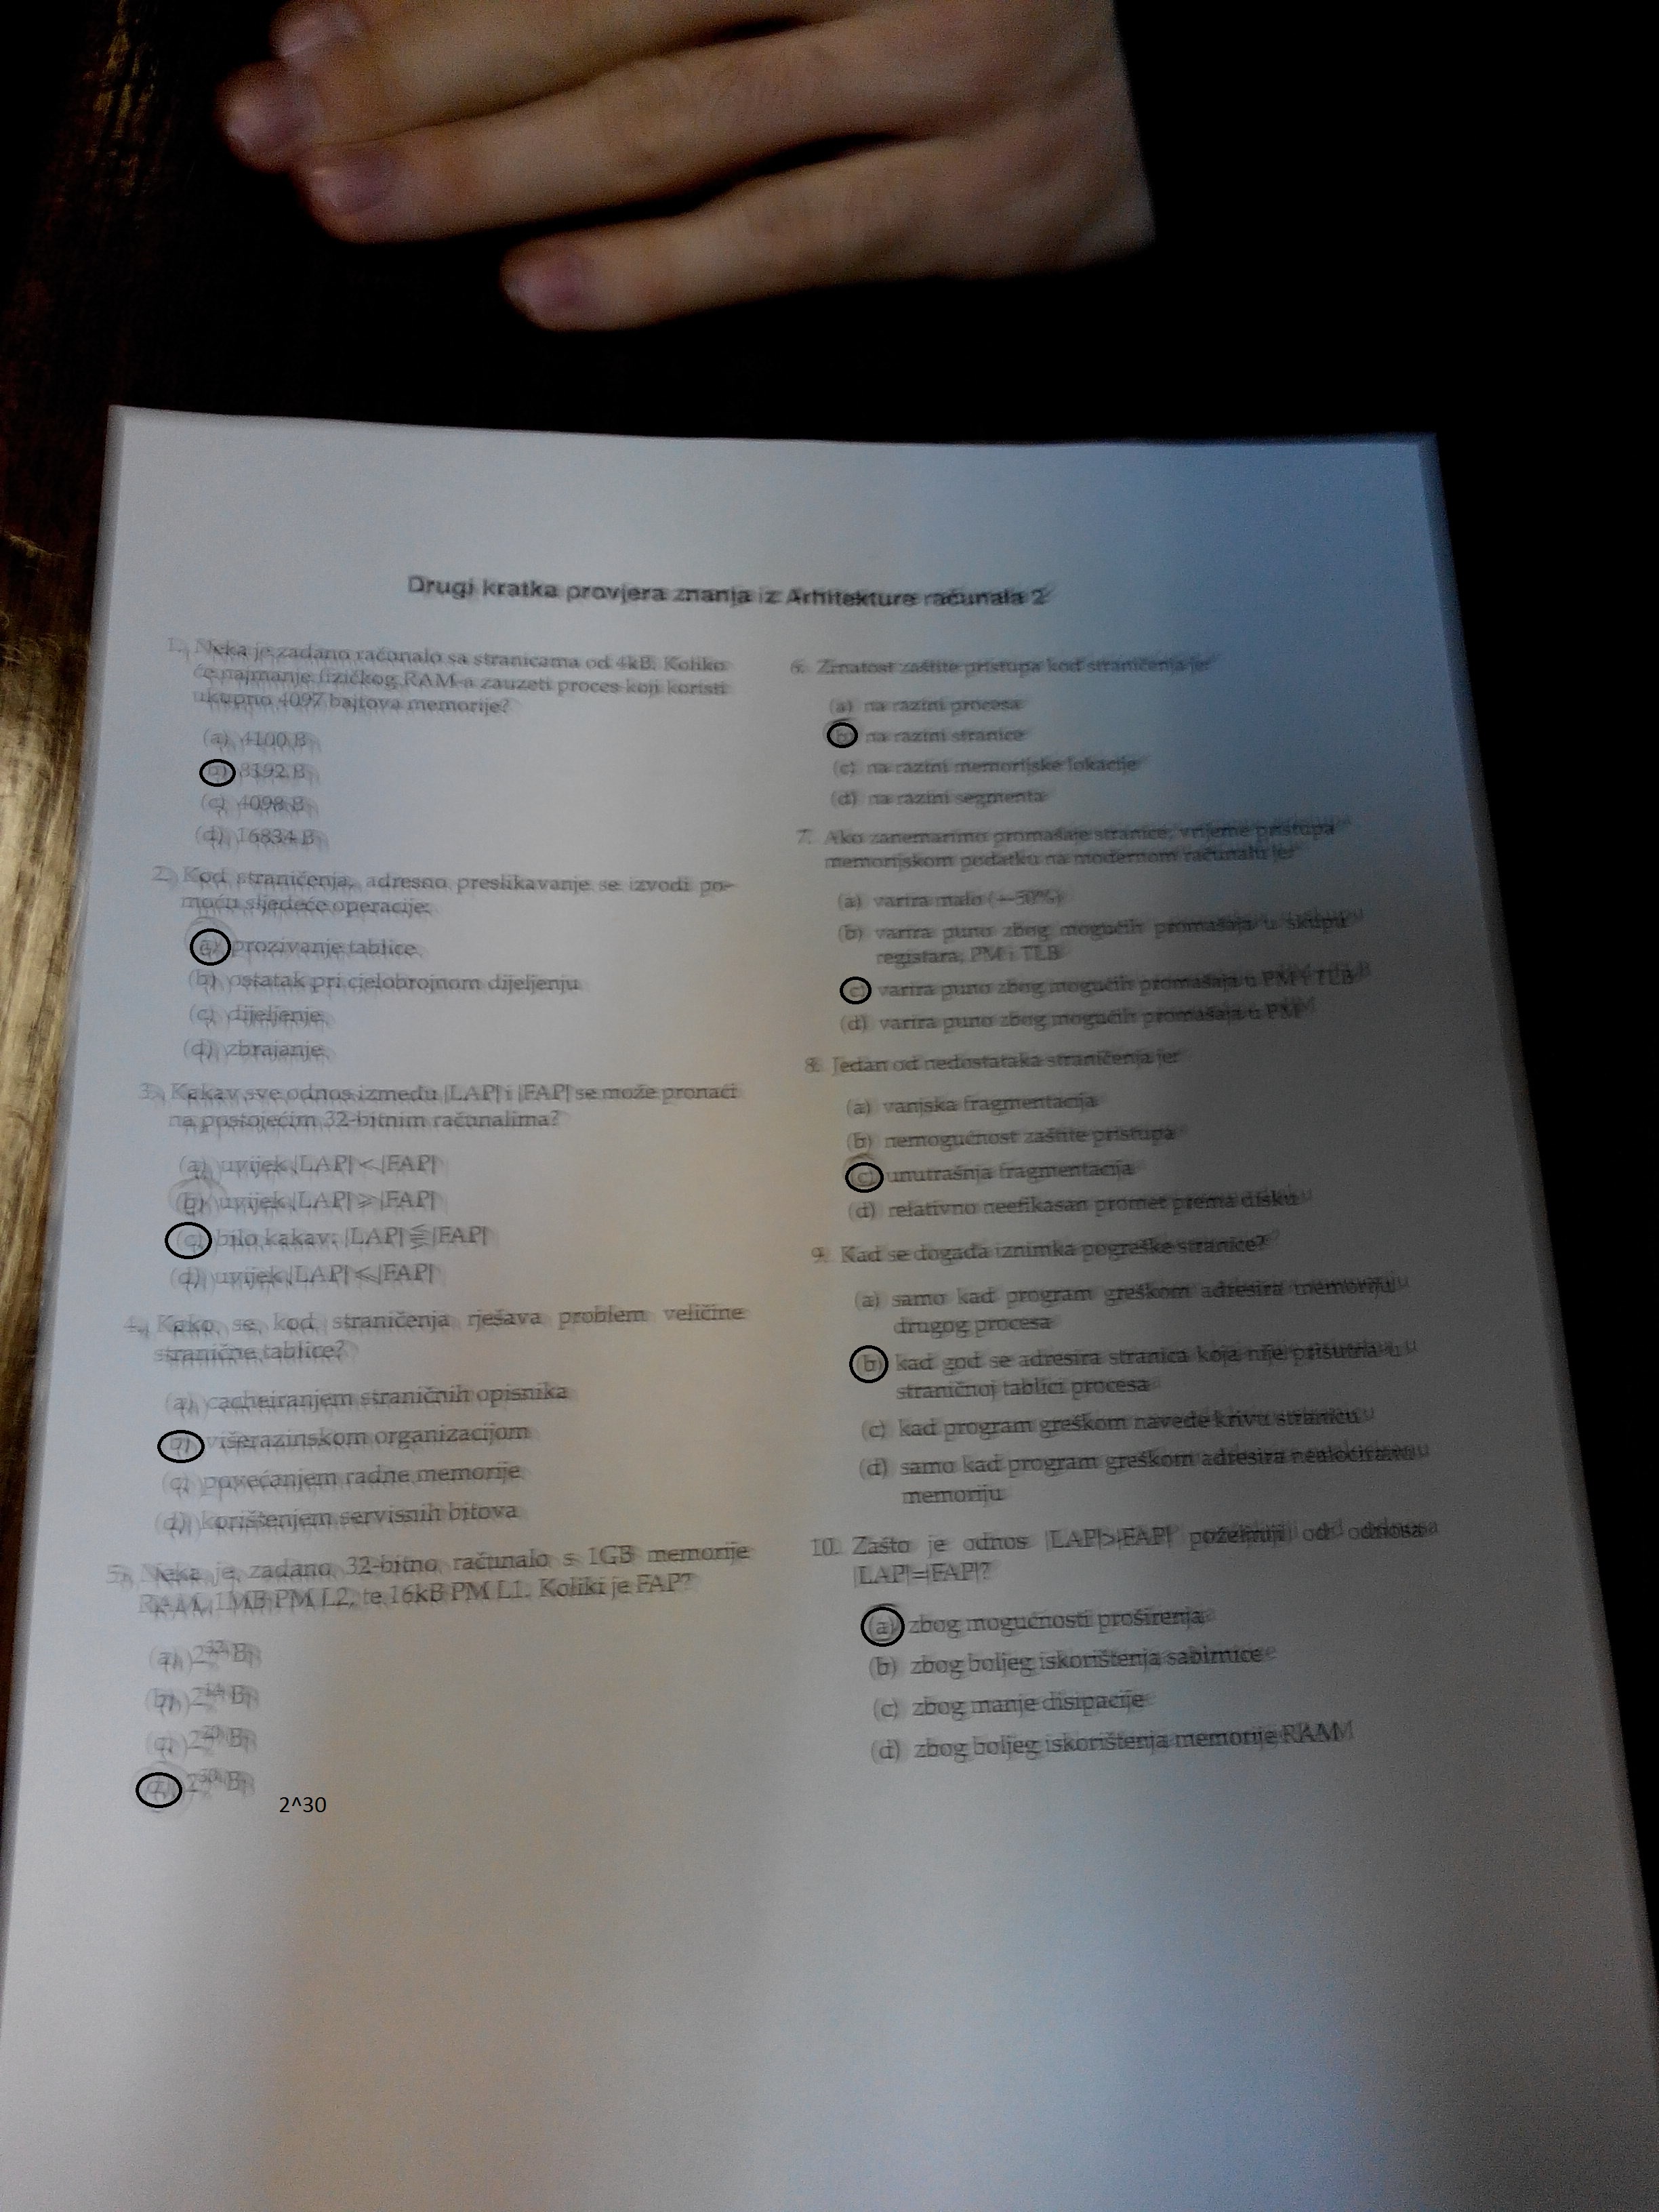 Drugi kratka provjera znanja iz Arhitekture računala 2
1. Neka je zadano računalo sa stranicama od 4kB. Koliko
će najmanje fizičkog RAM-a zauzeti proces koji koristi
ukupno 4097 bajtova memorije?
(a) 4100 B
(b) 8192 B
(c) 4098 B
(d) 16834 B
2. Kod straničenja, adresno preslikavanje se izvodi po-
moću sljedeće operacije:
(a) prozivanje tablice
(b) ostatak pri cjelobrojnom dijeljenju
(c) dijeljenje
(d) zbrajanje
3. Kakav sve odnos između |LAP| i |FAP| se može pronaći
na postojećim 32-bitnim računalima?
(a) uvijek |LAP| < |FAP|
(b) uvijek |LAP| > |FAP|
(c) bilo kakav: |LAP| ⪋ |FAP|
(d) uvijek |LAP| ⩽ |FAP|
4. Kako se kod straničenja rješava problem veličine
stranične tablice?
(a) cacheiranjem straničnih opisnika
(b) višerazinskom organizacijom
(c) povećanjem radne memorije
(d) korištenjem servisnih bitova
5. Neka je zadano 32-bitno računalo s 1GB memorije
RAM, 1MB PM L2, te 16kB PM L1. Koliki je FAP?
(a) 2^32 B
(b) 2^14 B
(c) 2^20 B
(d) 2^30 B
2^30
6. Zrnatost zaštite pristupa kod straničenja je:
(a) na razini procesa
(b) na razini stranice
(c) na razini memorijske lokacije
(d) na razini segmenta
7. Ako zanemarimo promašaje stranice, vrijeme pristupa
memorijskom podatku na modernom računalu je:
(a) varira malo (+-50%)
(b) varira puno zbog mogućih promašaja u skupu
registara, PM i TLB
(c) varira puno zbog mogućih promašaja u PM i TLB
(d) varira puno zbog mogućih promašaja u PM
8. Jedan od nedostataka straničenja je:
(a) vanjska fragmentacija
(b) nemogućnost zaštite pristupa
(c) unutrašnja fragmentacija
(d) relativno neefikasan promet prema disku
9. Kad se događa iznimka pogreške stranice?
(a) samo kad program greškom adresira memoriju
drugog procesa
(b) kad god se adresira stranica koja nije prisutna u
straničnoj tablici procesa
(c) kad program greškom navede krivu stranicu
(d) samo kad program greškom adresira nealociranu
memoriju
10. Zašto je odnos |LAP|>|FAP| poželjniji od odnosa
|LAP|=|FAP|?
(a) zbog mogućnosti proširenja
(b) zbog boljeg iskorištenja sabirnice
(c) zbog manje disipacije
(d) zbog boljeg iskorištenja memorije RAM